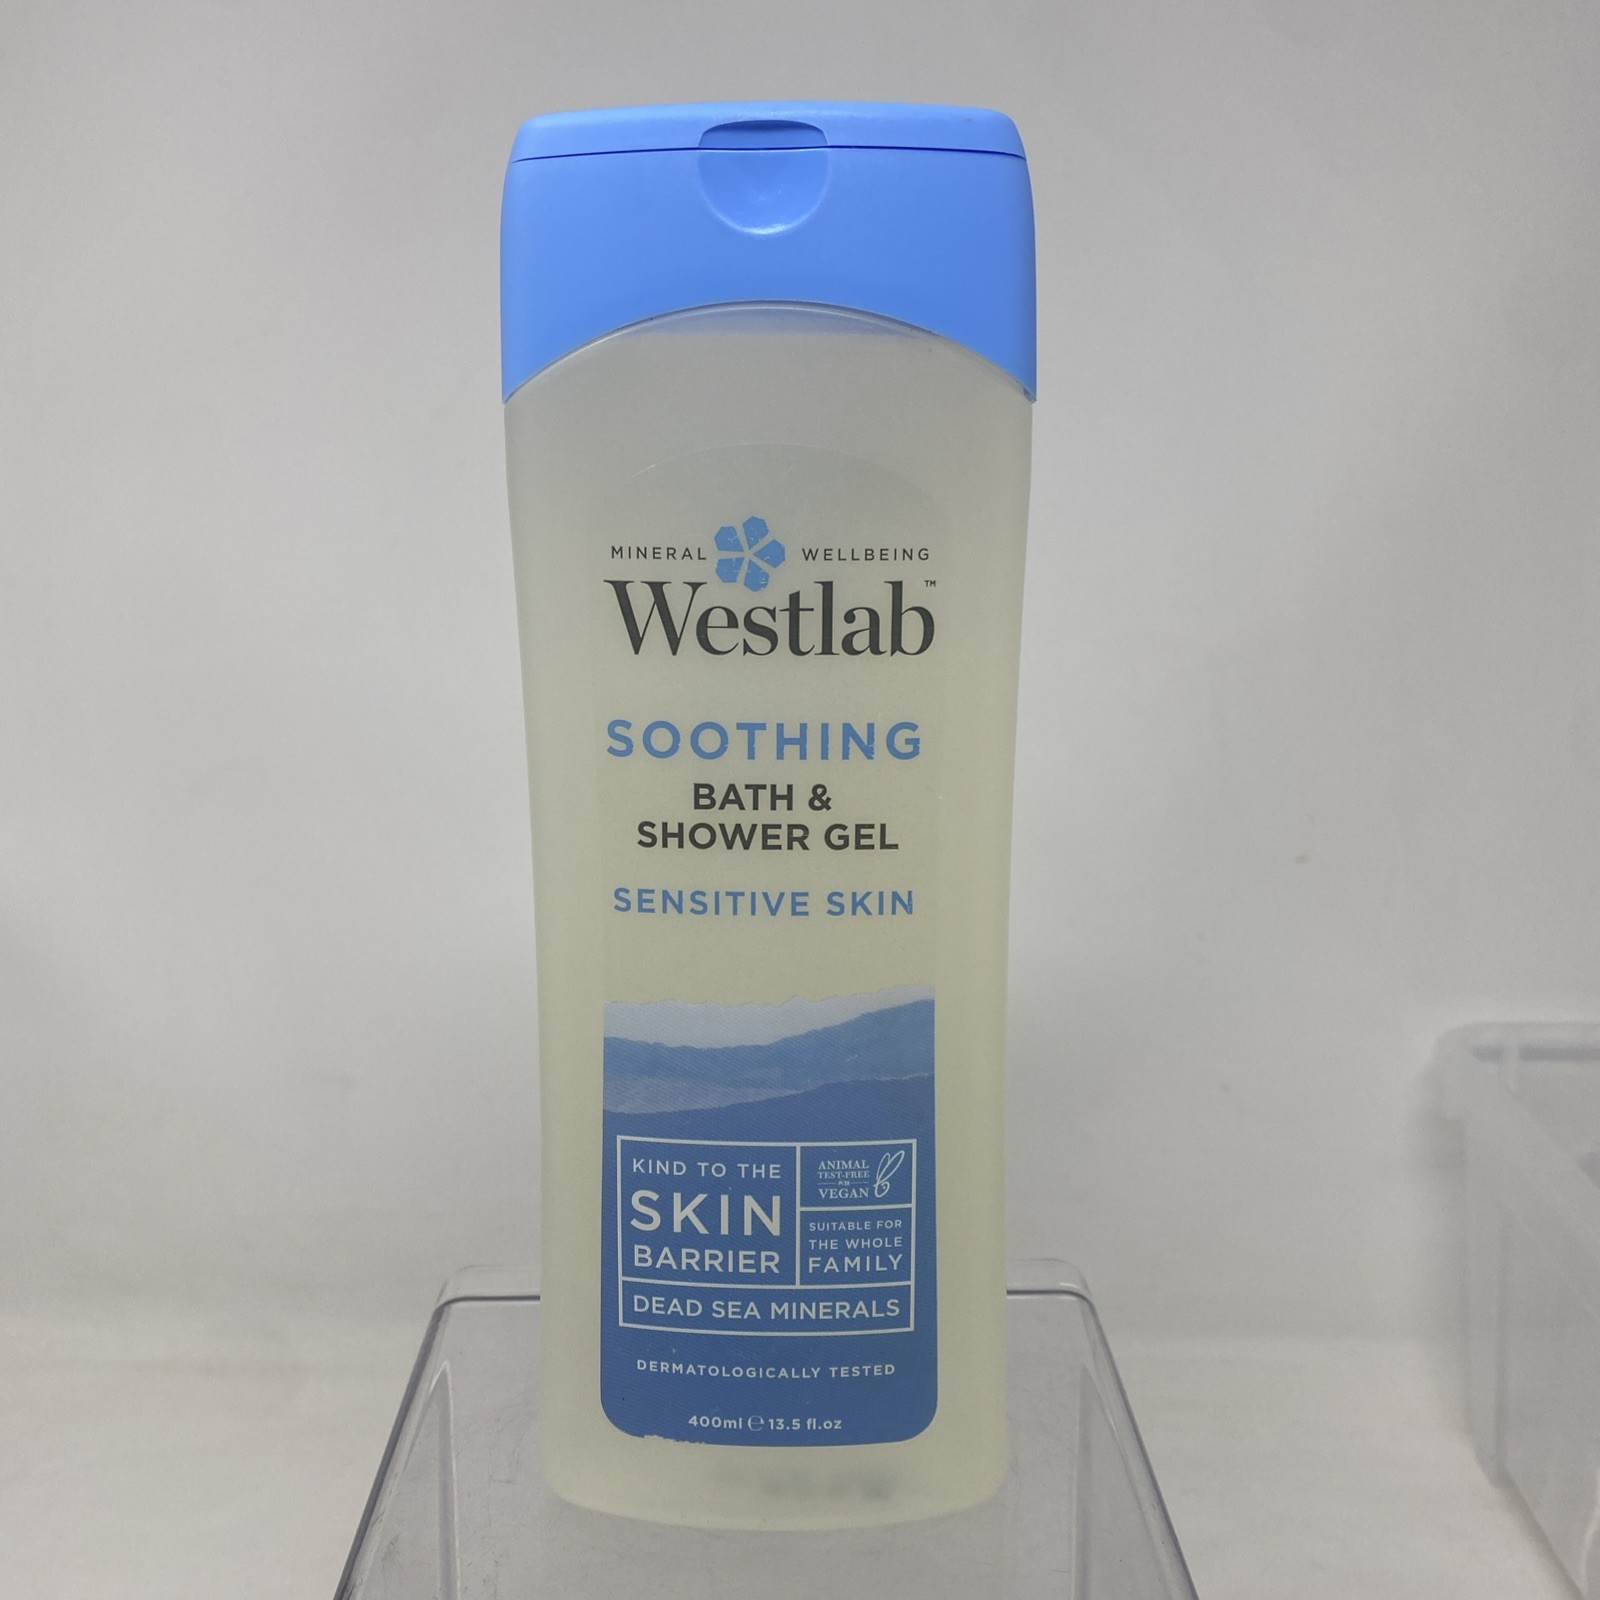 MINERAL WELLBEING
Westlab™
SOOTHING
BATH &
SHOWER GEL
SENSITIVE SKIN
KIND TO THE
SKIN
BARRIER
ANIMAL
TEST-FREE
VEGAN
SUITABLE FOR
THE WHOLE
FAMILY
DEAD SEA MINERALS
DERMATOLOGICALLY TESTED
400ml ℮ 13.5 fl.oz